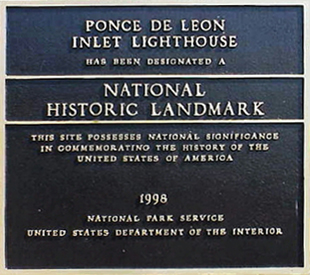 PONCE DE LEON
INLET LIGHTHOUSE
HAS BEEN DESIGNATED A
NATIONAL
HISTORIC LANDMARK
THIS SITE POSSESSES NATIONAL SIGNIFICANCE
IN COMMEMORATING THE HISTORY OF THE
UNITED STATES OF AMERICA
1998
NATIONAL PARK SERVICE
UNITED STATES DEPARTMENT OF THE INTERIOR